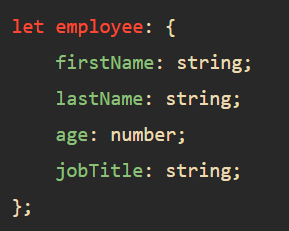 let employee: {
    firstName: string;
    lastName: string;
    age: number;
    jobTitle: string;
};